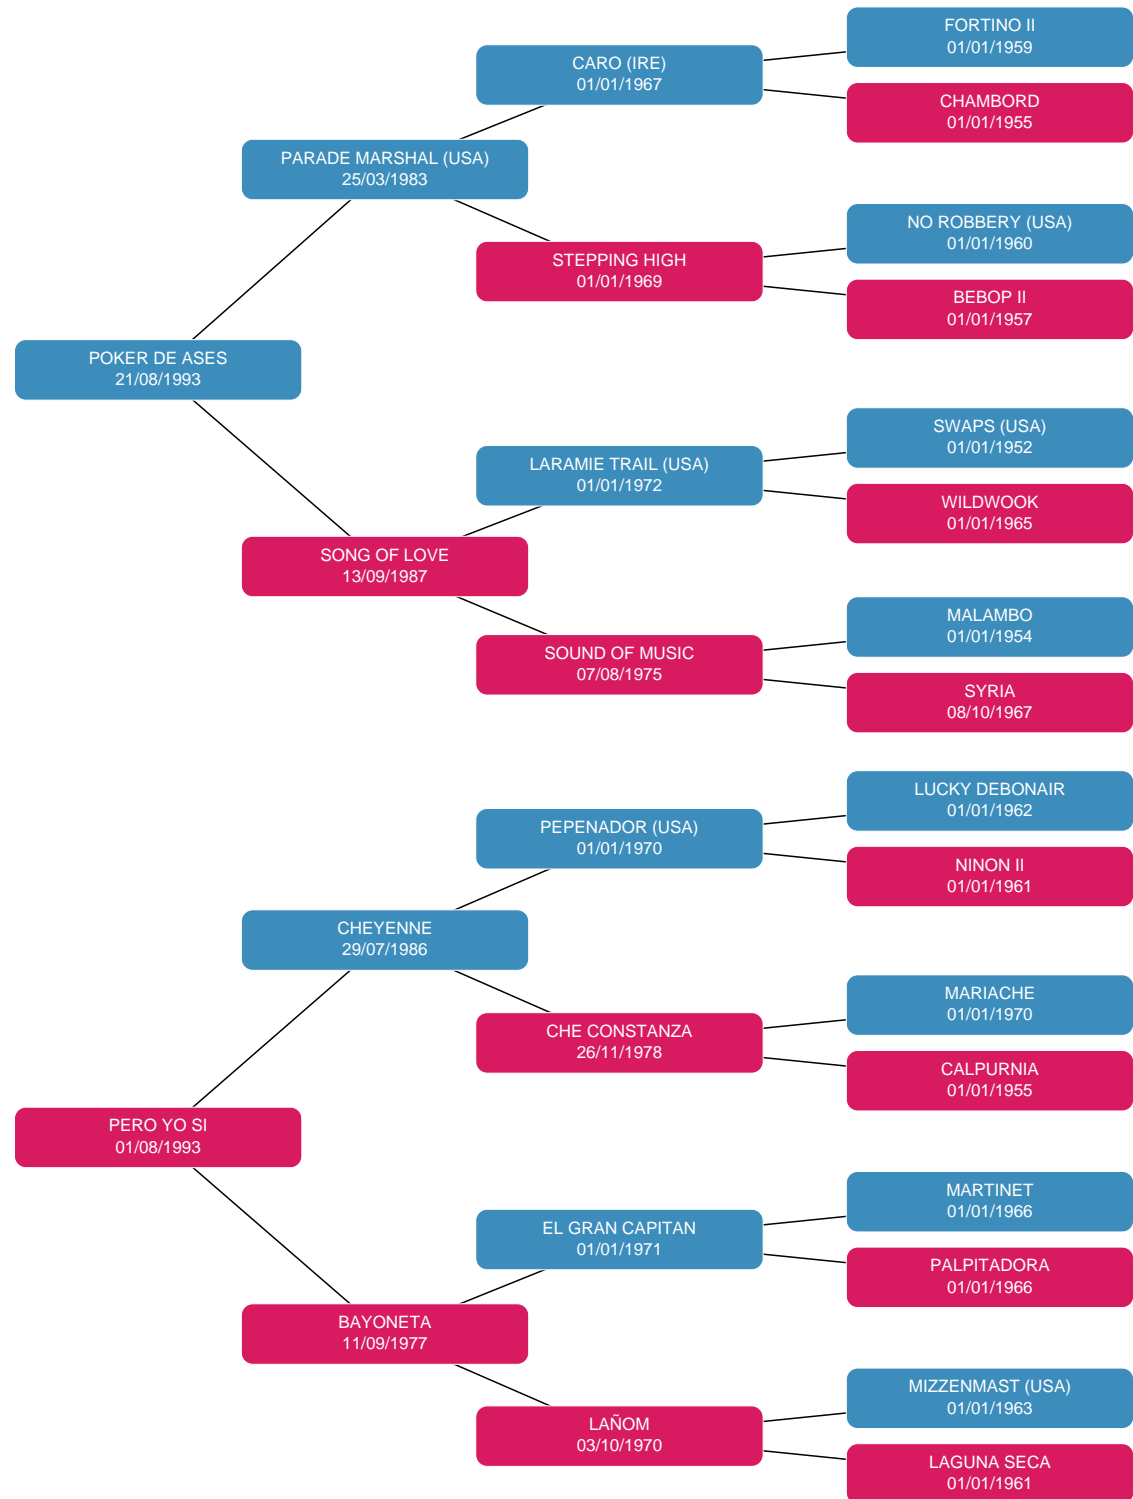 FORTINO II
01/01/1959
CARO (IRE)
01/01/1967
CHAMBORD
01/01/1955
PARADE MARSHAL (USA)
25/03/1983
NO ROBBERY (USA)
01/01/1960
STEPPING HIGH
01/01/1969
BEBOP II
01/01/1957
POKER DE ASES
21/08/1993
SWAPS (USA)
01/01/1952
LARAMIE TRAIL (USA)
01/01/1972
WILDWOOK
01/01/1965
SONG OF LOVE
13/09/1987
MALAMBO
01/01/1954
SOUND OF MUSIC
07/08/1975
SYRIA
08/10/1967
LUCKY DEBONAIR
01/01/1962
PEPENADOR (USA)
01/01/1970
NINON II
01/01/1961
CHEYENNE
29/07/1986
MARIACHE
01/01/1970
CHE CONSTANZA
26/11/1978
CALPURNIA
01/01/1955
PERO YO SI
01/08/1993
MARTINET
01/01/1966
EL GRAN CAPITAN
01/01/1971
PALPITADORA
01/01/1966
BAYONETA
11/09/1977
MIZZENMAST (USA)
01/01/1963
LAÑOM
03/10/1970
LAGUNA SECA
01/01/1961